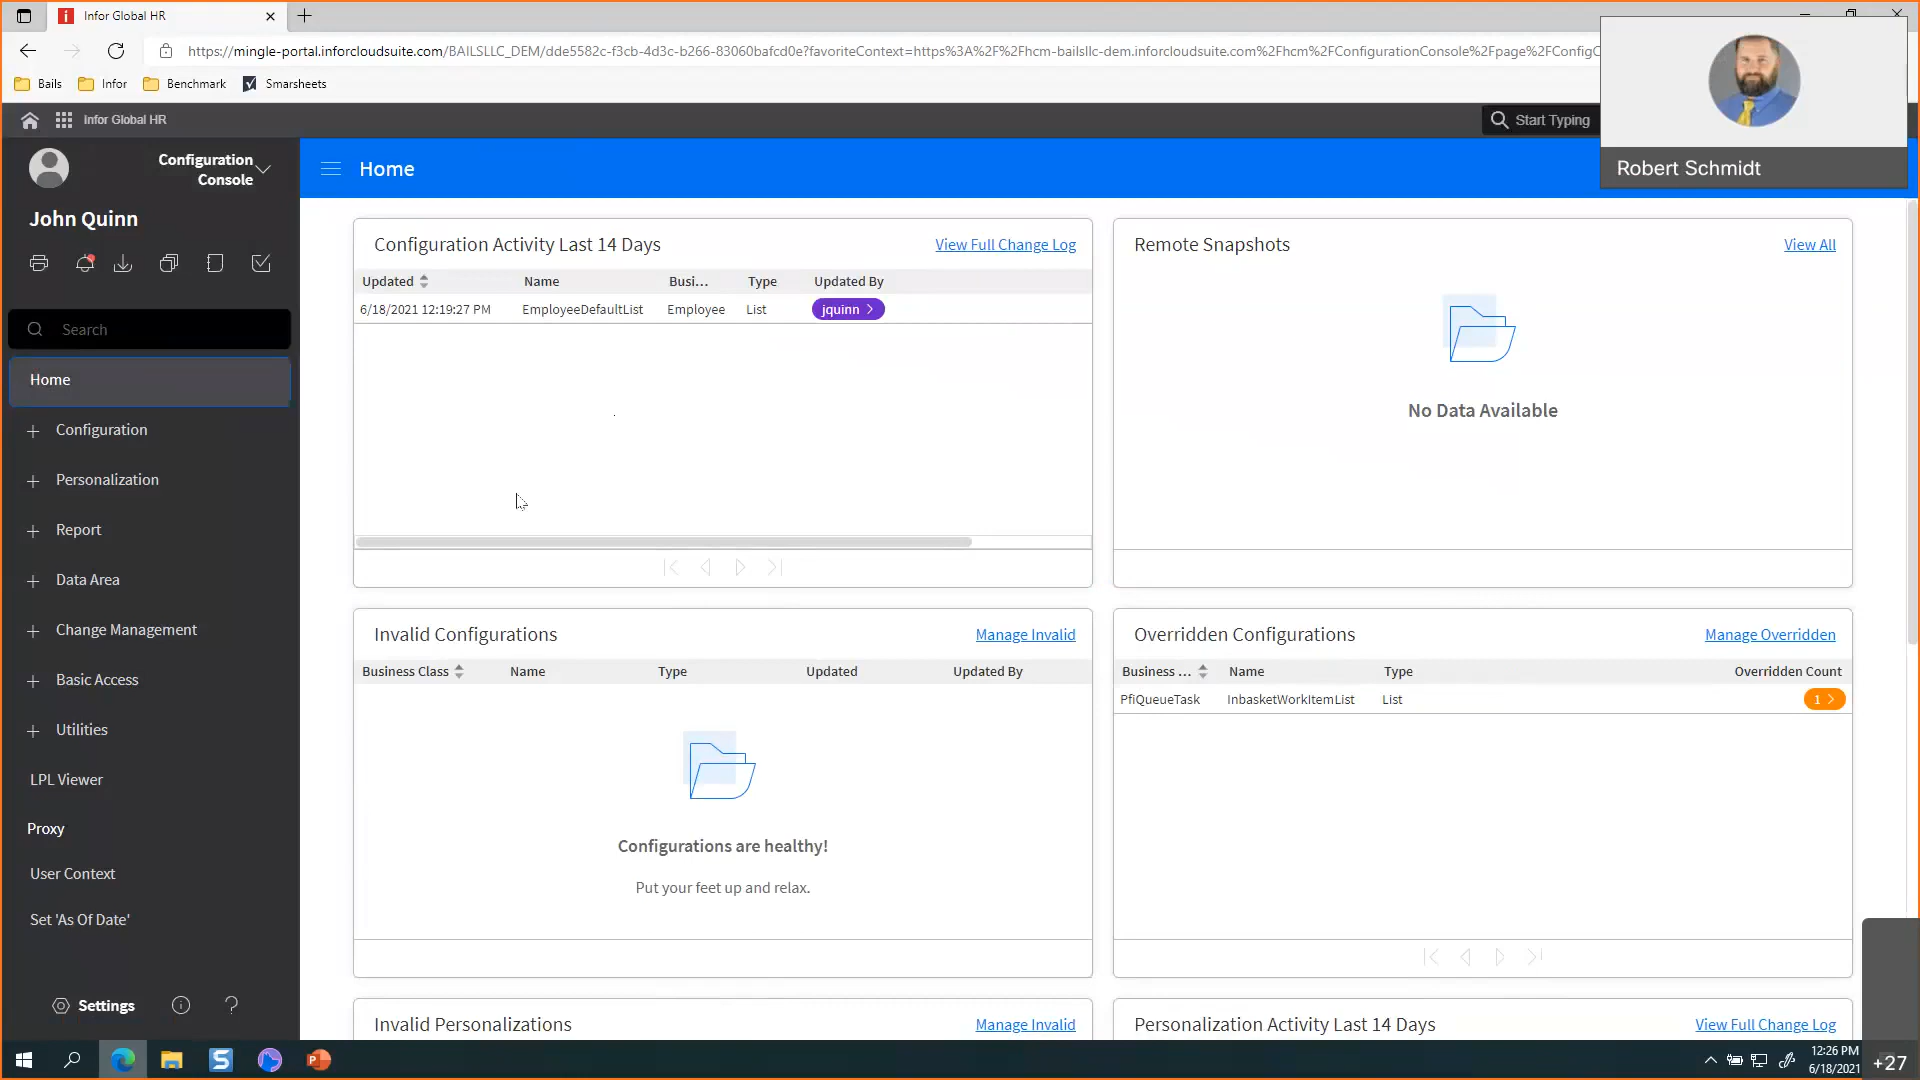 Infor Global HR
https://mingle-portal.inforcloudsuite.com/BAILSLLC_DEM/dde5582c-f3cb-4d3c-b266-83060bafcd0e?favoriteContext=https%3A%2F%2Fhcm-bailsllc-dem.inforcloudsuite.com%2Fhcm%2FConfigurationConsole%2Fpage%2FConfigC
Bails
Infor
Benchmark
Smarsheets
Infor Global HR
Start Typing
Robert Schmidt
Configuration
Console
John Quinn
Search
Home
Configuration
Personalization
Report
Data Area
Change Management
Basic Access
Utilities
LPL Viewer
Proxy
User Context
Set 'As Of Date'
Settings
Home
Configuration Activity Last 14 Days View Full Change Log
Updated Name Busi... Type Updated By
6/18/2021 12:19:27 PM EmployeeDefaultList Employee List jquinn
Remote Snapshots View All
No Data Available
Invalid Configurations Manage Invalid
Business Class Name Type Updated Updated By
Configurations are healthy!
Put your feet up and relax.
Overridden Configurations Manage Overridden
Business ... Name Type Overridden Count
PfiQueueTask InbasketWorkItemList List 1
Invalid Personalizations Manage Invalid
Personalization Activity Last 14 Days View Full Change Log
12:26 PM
6/18/2021
+27